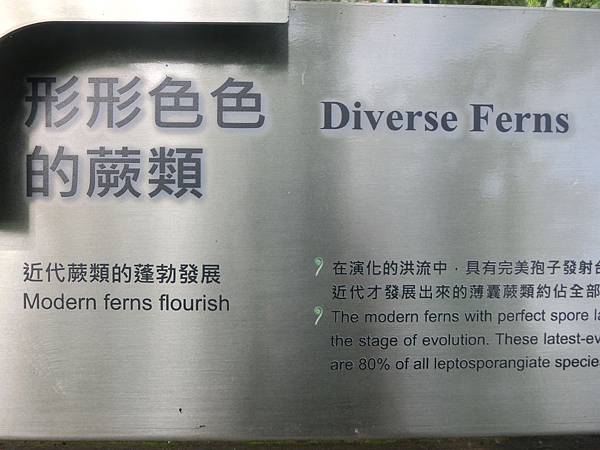 形形色色
的蕨類
Diverse Ferns
近代蕨類的蓬勃發展
Modern ferns flourish
在演化的洪流中，具有完美孢子發射台
近代才發展出來的薄囊蕨類約佔全部
The modern ferns with perfect spore la
the stage of evolution. These latest-ev
are 80% of all leptosporangiate specie